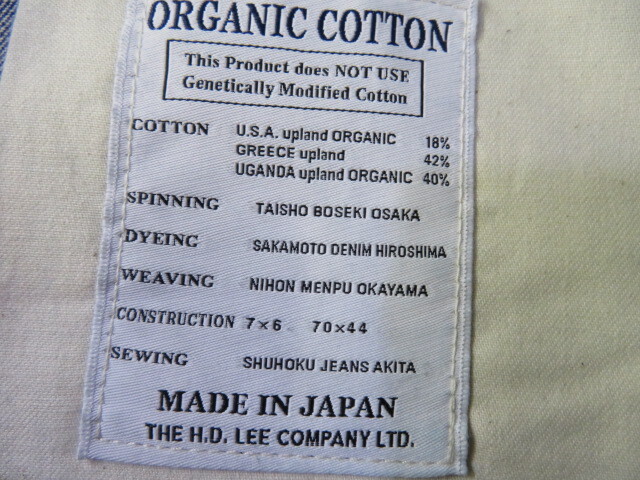 ORGANIC COTTON
This Product does NOT USE
Genetically Modified Cotton
COTTON U.S.A. upland ORGANIC 18%
GREECE upland 42%
UGANDA upland ORGANIC 40%
SPINNING TAISHO BOSEKI OSAKA
DYEING SAKAMOTO DENIM HIROSHIMA
WEAVING NIHON MENPU OKAYAMA
CONSTRUCTION 7×6 70×44
SEWING SHUHOKU JEANS AKITA
MADE IN JAPAN
THE H.D. LEE COMPANY LTD.